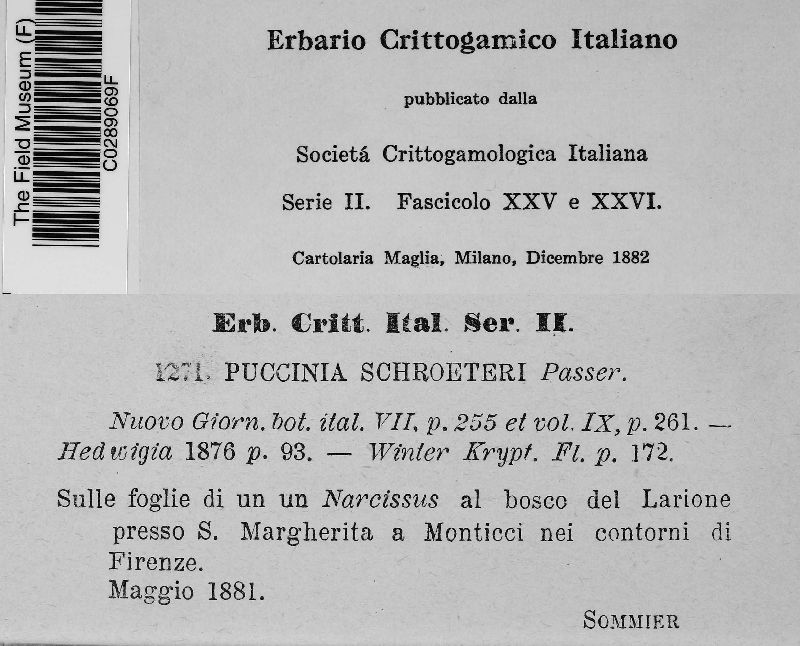 The Field Museum (F)
C0289069F
Erbario Crittogamico Italiano
pubblicato dalla
Societá Crittogamologica Italiana
Serie II. Fascicolo XXV e XXVI.
Cartolaria Maglia, Milano, Dicembre 1882
Erb. Critt. Ital. Ser. II.
1271. PUCCINIA SCHROETERI Passer.
Nuovo Giorn. bot. ital. VII, p. 255 et vol. IX, p. 261. —
Hedwigia 1876 p. 93. — Winter Krypt. Fl. p. 172.
Sulle foglie di un un Narcissus al bosco del Larione
presso S. Margherita a Monticci nei contorni di
Firenze.
Maggio 1881.
SOMMIER